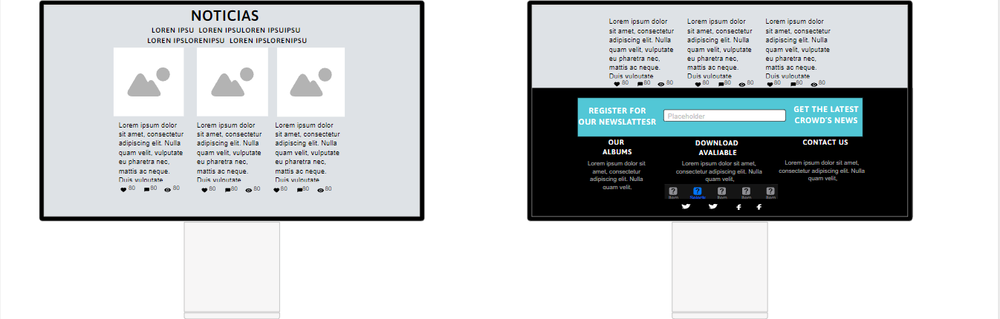 NOTICIAS
LOREN IPSU  LOREN IPSULOREN IPSUIPSU
LOREN IPSLORENIPSU  LOREN IPSLORENIPSU
Lorem ipsum dolor
sit amet, consectetur
adipiscing elit. Nulla
quam velit, vulputate
eu pharetra nec,
mattis ac neque.
Duis vulputate
80 80 80
Lorem ipsum dolor
sit amet, consectetur
adipiscing elit. Nulla
quam velit, vulputate
eu pharetra nec,
mattis ac neque.
Duis vulputate
80 80 80
Lorem ipsum dolor
sit amet, consectetur
adipiscing elit. Nulla
quam velit, vulputate
eu pharetra nec,
mattis ac neque.
Duis vulputate
80 80 80
Lorem ipsum dolor
sit amet, consectetur
adipiscing elit. Nulla
quam velit, vulputate
eu pharetra nec,
mattis ac neque.
Duis vulputate
80 80 80
Lorem ipsum dolor
sit amet, consectetur
adipiscing elit. Nulla
quam velit, vulputate
eu pharetra nec,
mattis ac neque.
Duis vulputate
80 80 80
Lorem ipsum dolor
sit amet, consectetur
adipiscing elit. Nulla
quam velit, vulputate
eu pharetra nec,
mattis ac neque.
Duis vulputate
80 80 80
REGISTER FOR
OUR NEWSLATTESR
Placeholder
GET THE LATEST
CROWD'S NEWS
OUR
ALBUMS
Lorem ipsum dolor sit
amet, consectetur
adipiscing elit. Nulla
quam velit,
DOWNLOAD
AVALIABLE
Lorem ipsum dolor sit amet,
consectetur adipiscing elit. Nulla
quam velit,
CONTACT US
Lorem ipsum dolor sit amet,
consectetur adipiscing elit. Nulla
quam velit,
? ? ? ? ?
Item Item Item Item